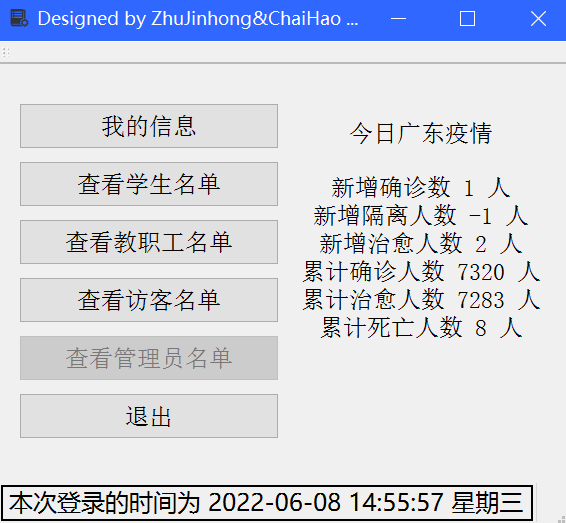 Designed by ZhuJinhong&ChaiHao ...
我的信息
查看学生名单
查看教职工名单
查看访客名单
查看管理员名单
退出
今日广东疫情
新增确诊数 1 人
新增隔离人数 -1 人
新增治愈人数 2 人
累计确诊人数 7320 人
累计治愈人数 7283 人
累计死亡人数 8 人
本次登录的时间为 2022-06-08 14:55:57 星期三